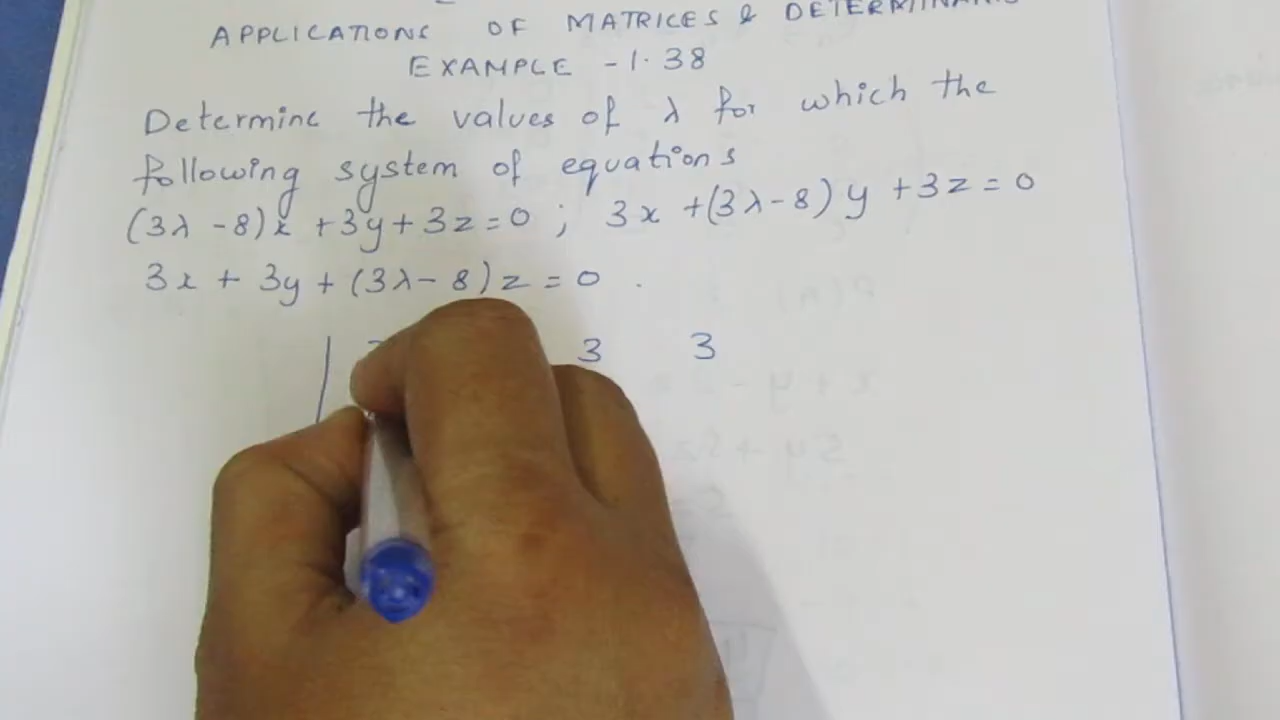 APPLICATIONS OF MATRICES & DETERMINANTS
EXAMPLE - 1.38
Determine the values of λ for which the
following system of equations
(3λ - 8)x + 3y + 3z = 0 ; 3x + (3λ - 8) y + 3z = 0
3x + 3y + (3λ - 8) z = 0 .
3 3